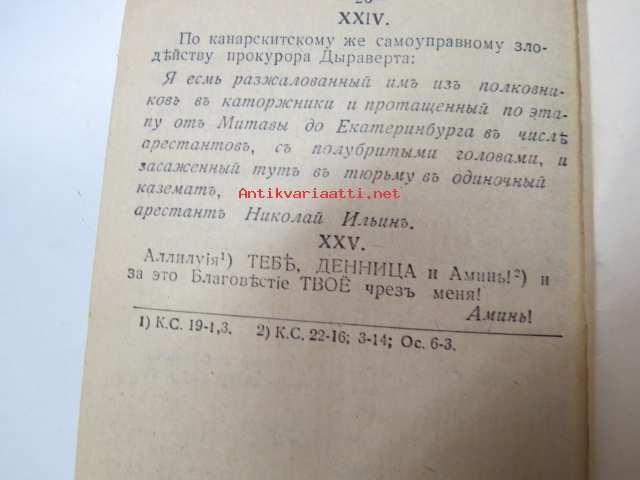 XXIV.
По канарскитскому же самоуправному зло-
дѣйству прокурора Дыраверта:
Я есмь разжалованный имъ изъ полковни-
ковъ въ каторжники и протащенный по эта-
пу отъ Митавы до Екатеринбурга въ числѣ
арестантовъ, съ полубритыми головами, и
засаженный тутъ въ тюрьму въ одиночный
казематъ,
Antikvariaatti.net
арестантъ Николай Ильинъ.
XXV.
Аллилуія¹) ТЕБѢ, ДЕННИЦА и Аминь!²) и
за это Благовѣстіе ТВОЁ чрезъ меня!
Аминь!
1) К.С. 19-1,3. 2) К.С. 22-16; 3-14; Ос. 6-3.